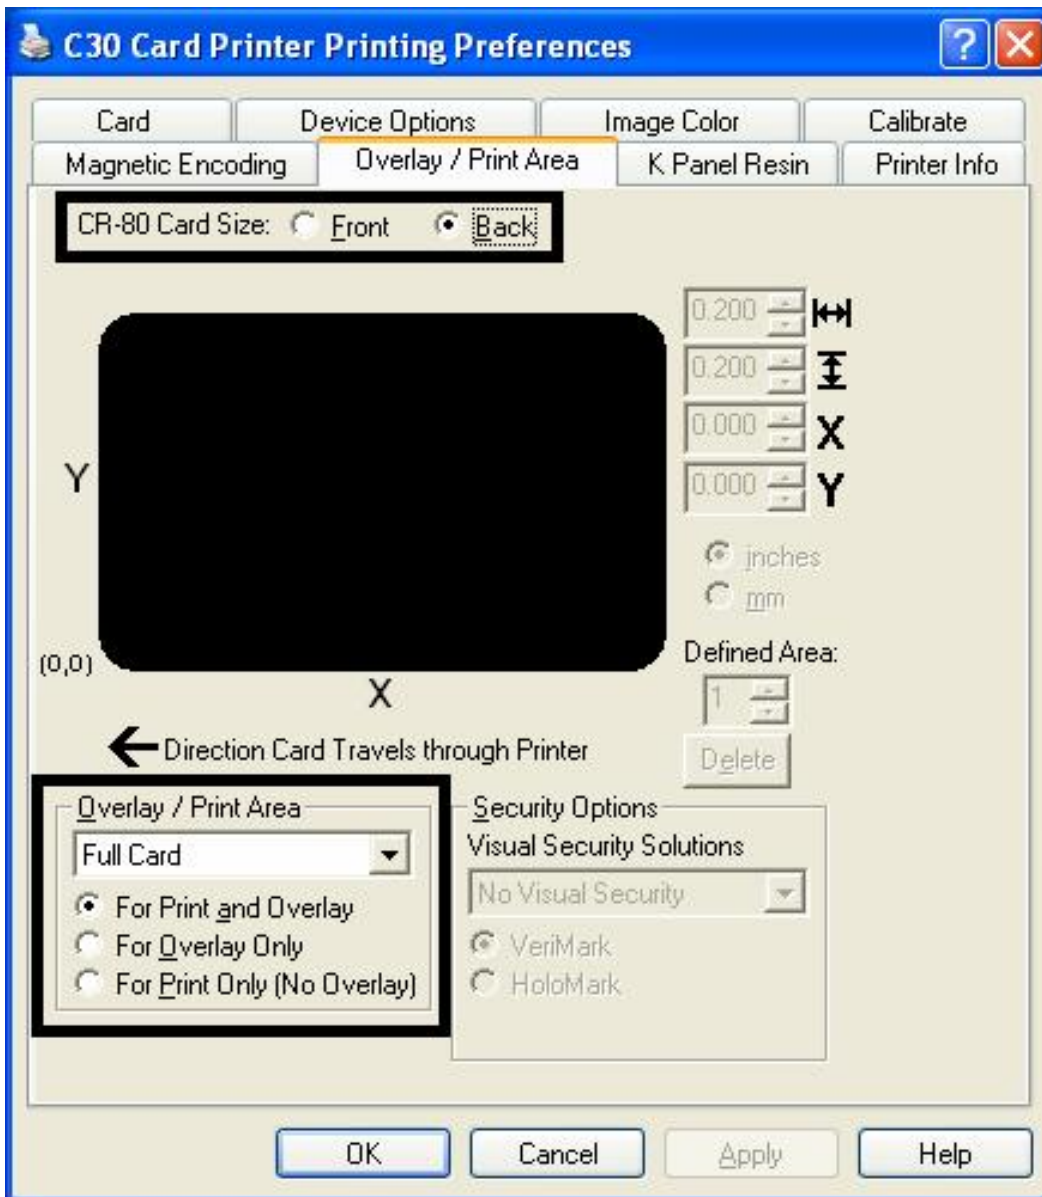 C30 Card Printer Printing Preferences
Card Device Options Image Color Calibrate
Magnetic Encoding Overlay / Print Area K Panel Resin Printer Info
CR-80 Card Size: Front Back
0.200
0.200
0.000 X
0.000 Y
Y
inches
mm
(0,0)
X
Defined Area:
1
Delete
Direction Card Travels through Printer
Overlay / Print Area
Full Card
For Print and Overlay
For Overlay Only
For Print Only (No Overlay)
Security Options
Visual Security Solutions
No Visual Security
VeriMark
HoloMark
OK Cancel Apply Help